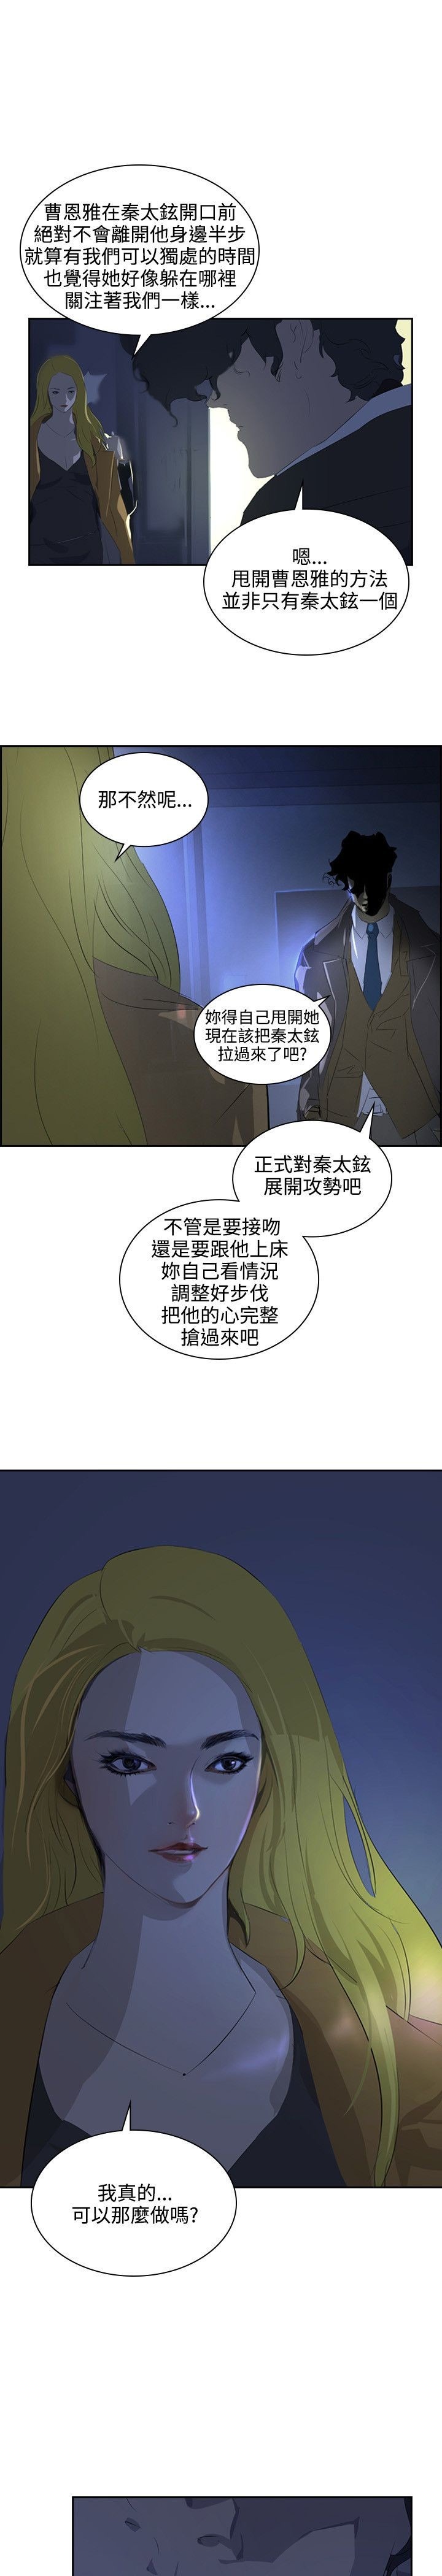 曹恩雅在秦太鉉開口前
絕對不會離開他身邊半步
就算有我們可以獨處的時間
也覺得她好像躲在哪裡
關注著我們一樣...
嗯...
甩開曹恩雅的方法
並非只有秦太鉉一個
那不然呢...
妳得自己甩開她
現在該把秦太鉉
拉過來了吧?
正式對秦太鉉
展開攻勢吧
不管是要接吻
還是要跟他上床
妳自己看情況
調整好步伐
把他的心完整
搶過來吧
我真的...
可以那麼做嗎?